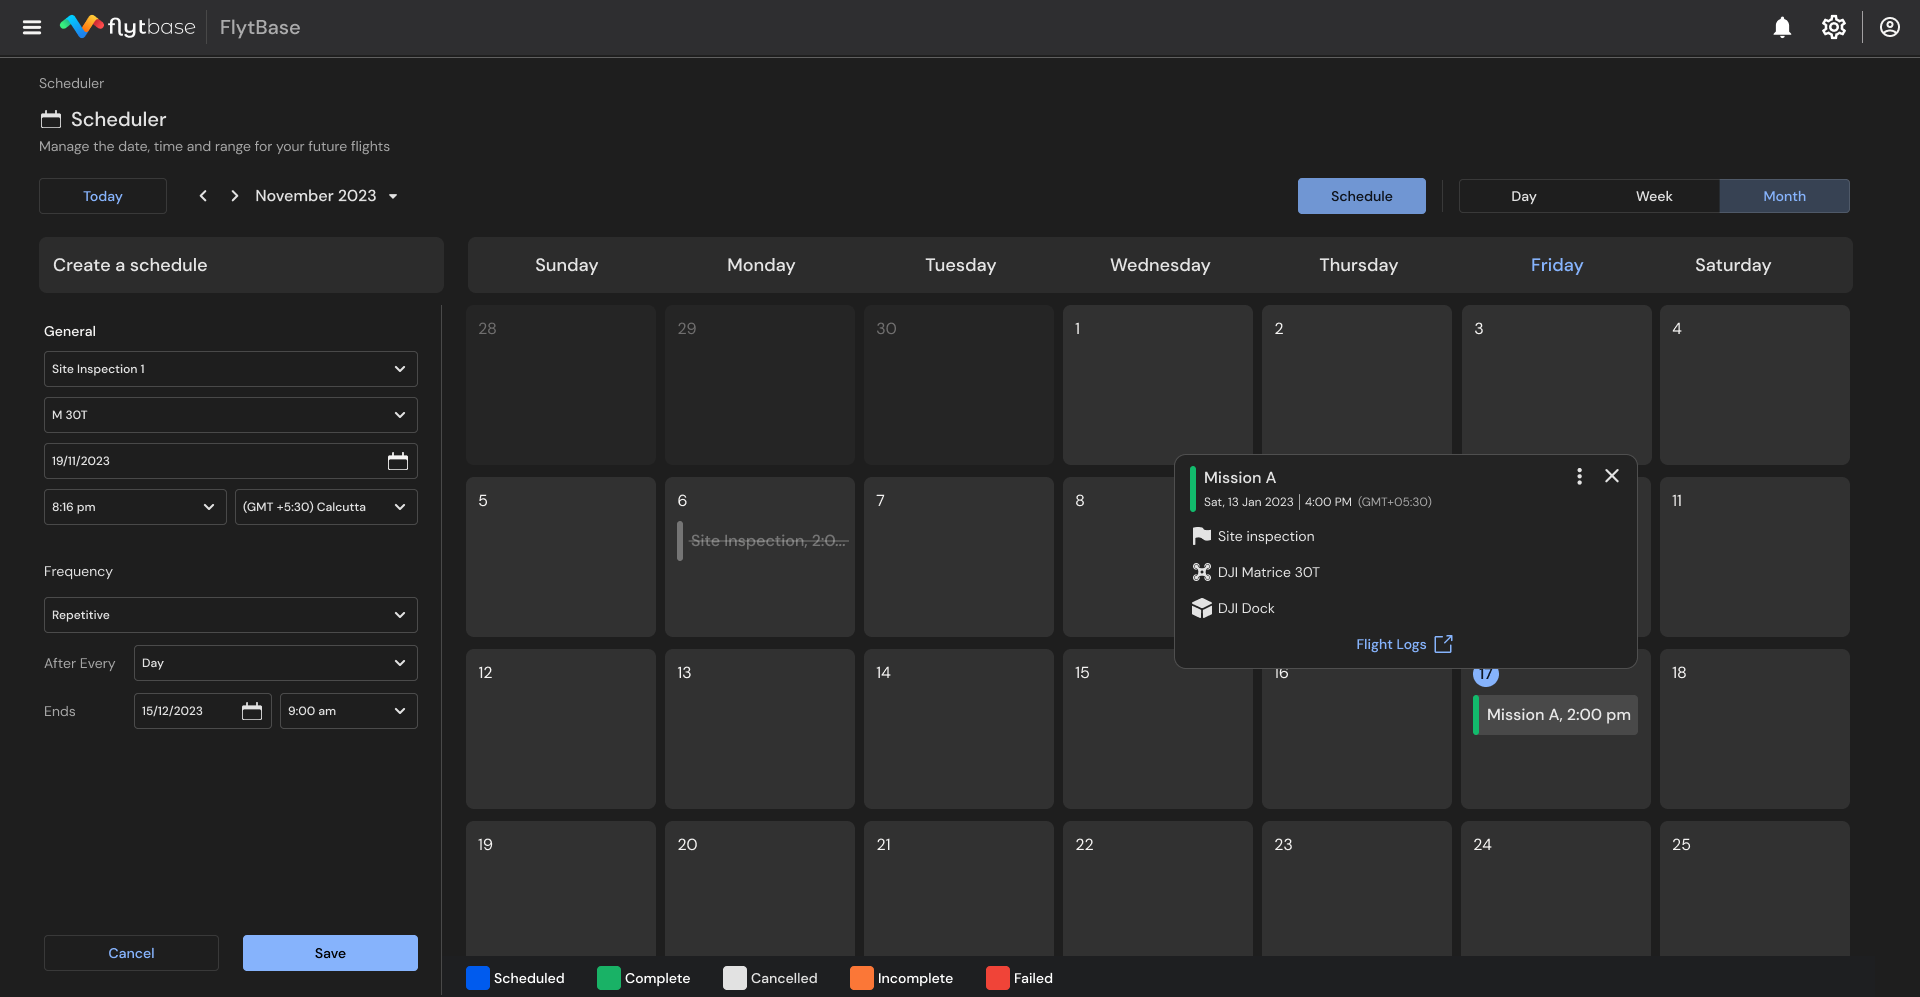 flytbase FlytBase
Scheduler
Scheduler
Manage the date, time and range for your future flights
Today November 2023 Schedule Day Week Month
Create a schedule
General
Site Inspection 1
M 30T
19/11/2023
8:16 pm (GMT +5:30) Calcutta
Frequency
Repetitive
After Every Day
Ends 15/12/2023 9:00 am
Cancel Save
Sunday Monday Tuesday Wednesday Thursday Friday Saturday
28 29 30 1 2 3 4
5 6 7 8 11
Site Inspection, 2:0...
Mission A
Sat, 13 Jan 2023 | 4:00 PM (GMT+05:30)
Site inspection
DJI Matrice 30T
DJI Dock
Flight Logs
12 13 14 15 16 17 18
Mission A, 2:00 pm
19 20 21 22 23 24 25
Scheduled Complete Cancelled Incomplete Failed